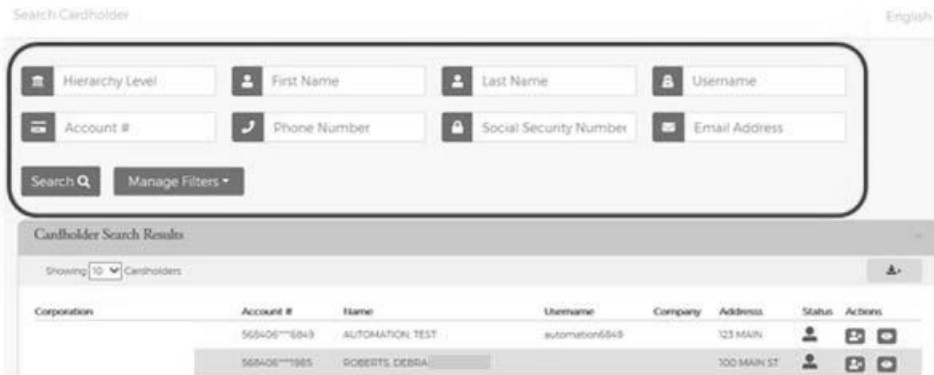 Search Cardholder English
Hierarchy Level First Name Last Name Username
Account # Phone Number Social Security Number Email Address
Search Manage Filters
Cardholder Search Results
Showing 10 Cardholders
Corporation Account # Name Username Company Address Status Actions
568406***6849 AUTOMATION, TEST automation6849 123 MAIN
568406***1985 ROBERTS, DEBRA 100 MAIN ST